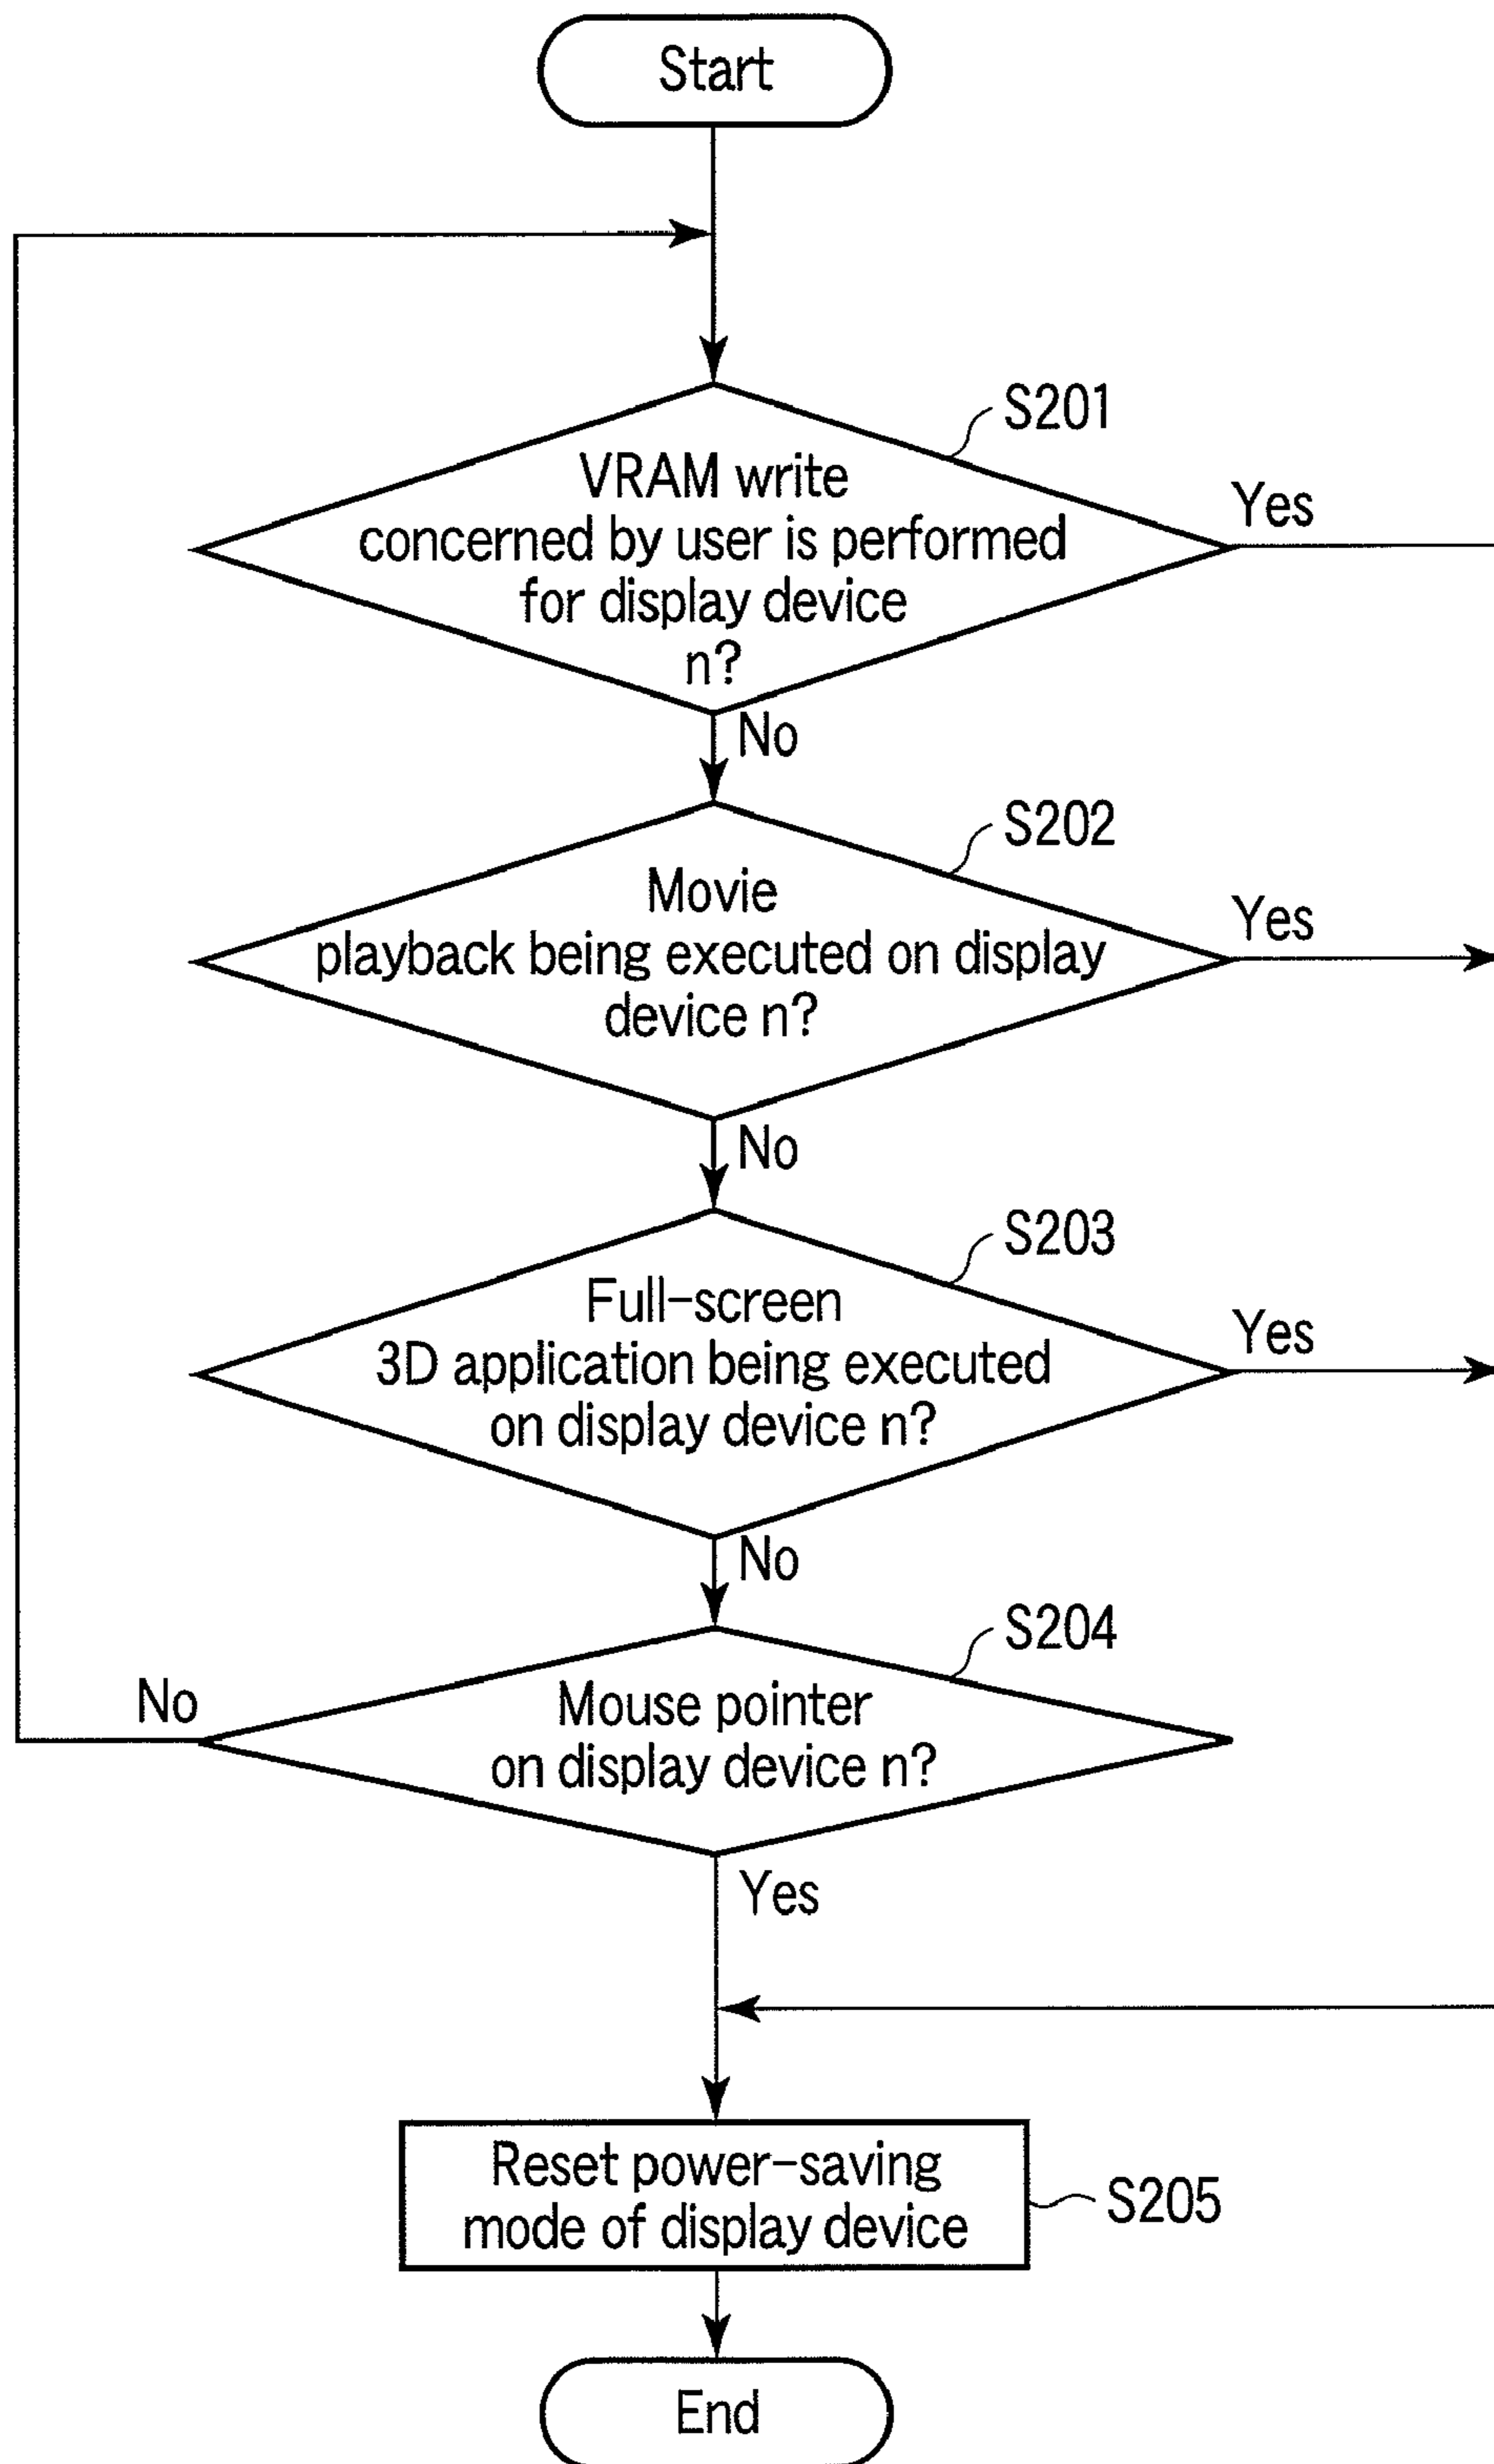 Start
S201
VRAM write
concerned by user is performed
for display device
n?
Yes
No
S202
Movie
playback being executed on display
device n?
Yes
No
S203
Full-screen
3D application being executed
on display device n?
Yes
No
S204
Mouse pointer
on display device n?
No
Yes
Reset power-saving
mode of display device
S205
End